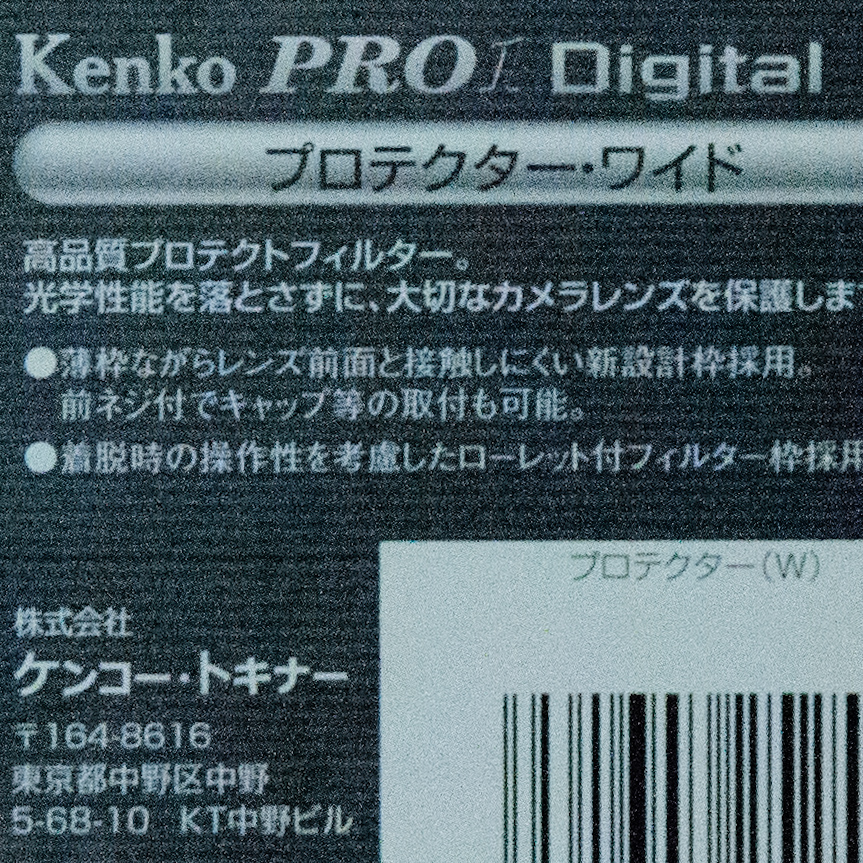 Kenko PRO1 Digital
プロテクター・ワイド
高品質プロテクトフィルター。
光学性能を落とさずに、大切なカメラレンズを保護しま
●薄枠ながらレンズ前面と接触しにくい新設計枠採用。
前ネジ付でキャップ等の取付も可能。
●着脱時の操作性を考慮したローレット付フィルター枠採用
プロテクター(W)
株式会社
ケンコー・トキナー
〒164-8616
東京都中野区中野
5-68-10 KT中野ビル